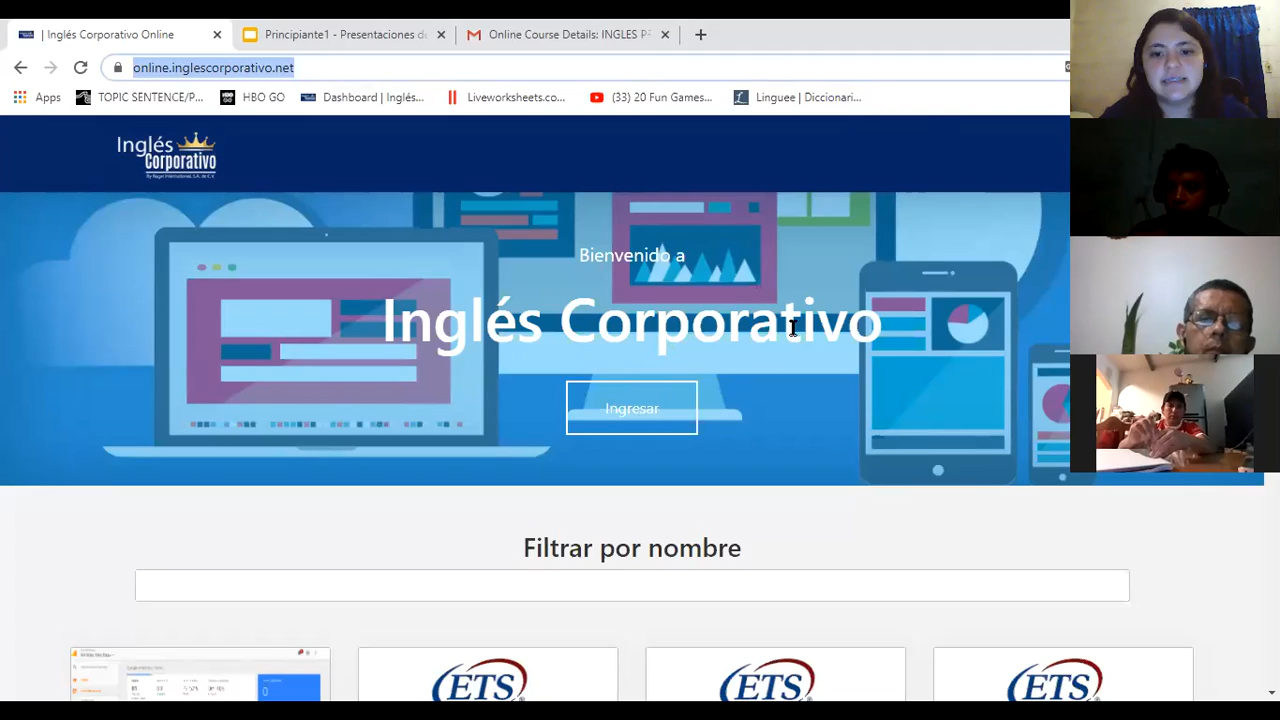 | Inglés Corporativo Online
Principiante1 - Presentaciones d
Online Course Details: INGLES P
online.inglescorporativo.net
Apps
TOPIC SENTENCE/P...
HBO GO
Dashboard | Inglés...
Liveworksheets.co...
(33) 20 Fun Games...
Linguee | Diccionari...
Inglés
Corporativo
Bienvenido a
Inglés Corporativo
Ingresar
Filtrar por nombre
ETS
ETS
ETS